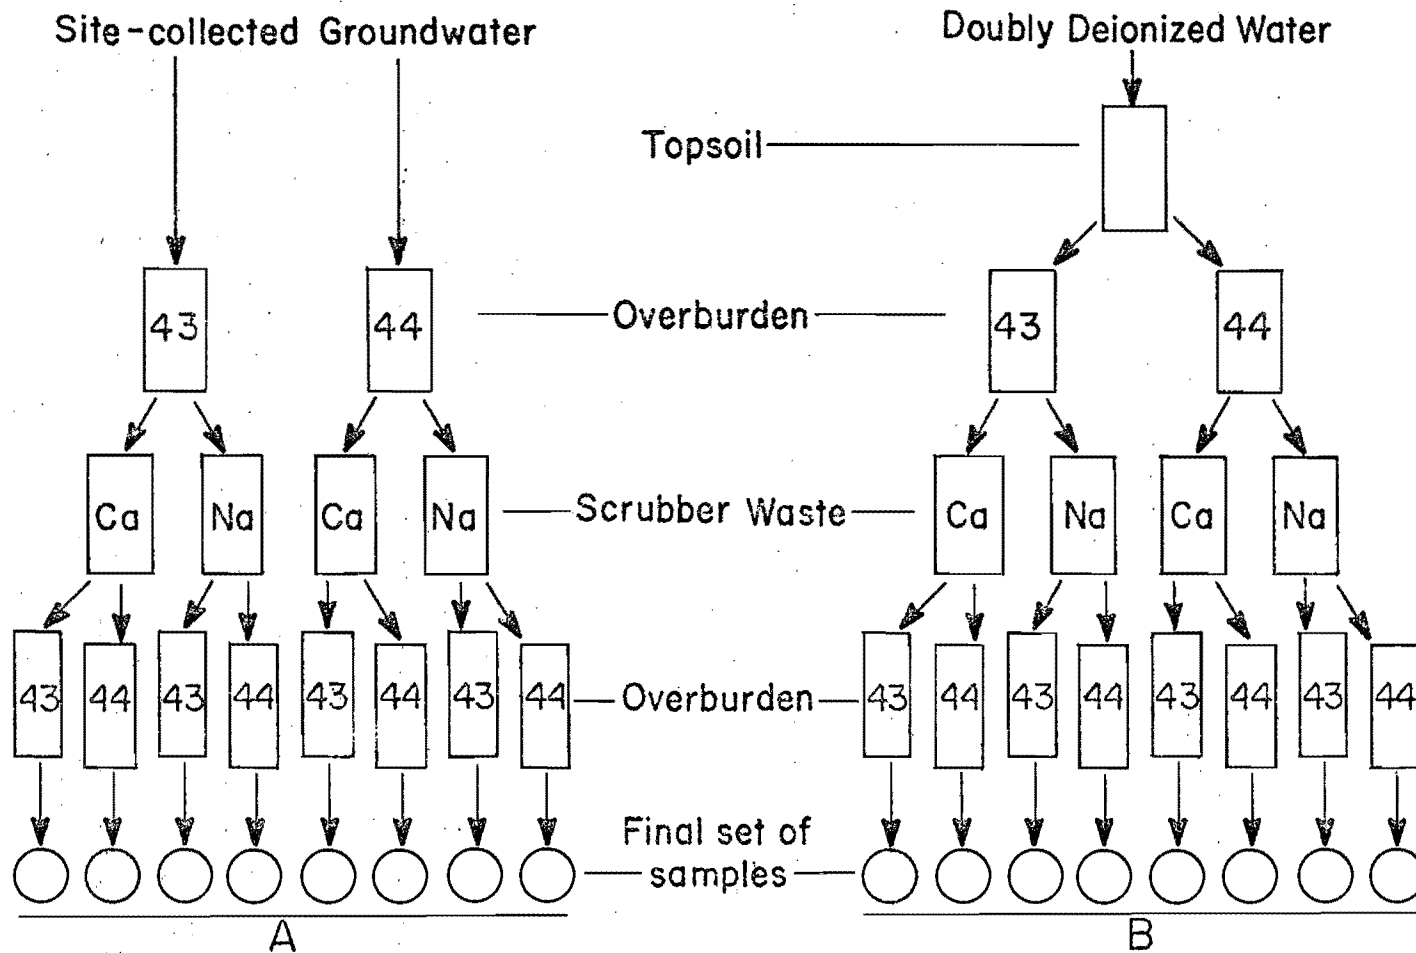 Site-collected Groundwater
Doubly Deionized Water
Topsoil
43 44 Overburden 43 44
Ca Na Ca Na Scrubber Waste Ca Na Ca Na
43 44 43 44 43 44 43 44 Overburden 43 44 43 44 43 44 43 44
Final set of
samples
A B